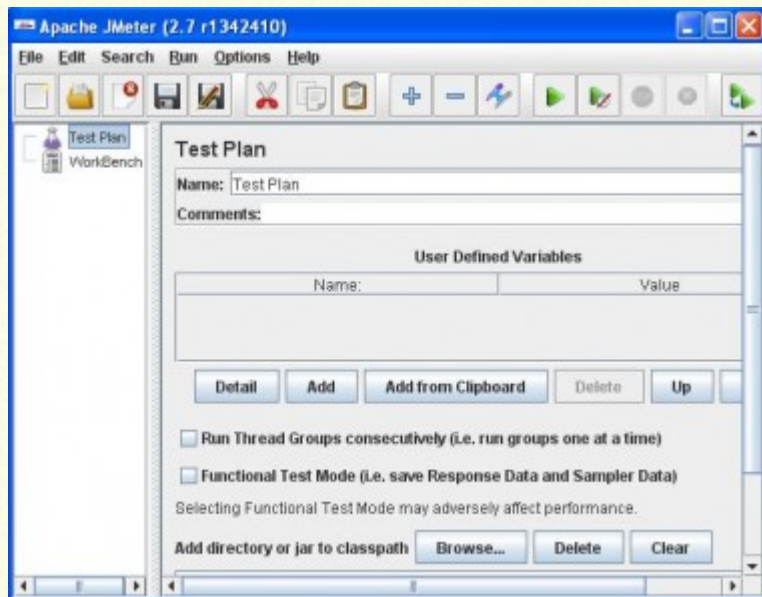 Apache JMeter (2.7 r1342410)
File Edit Search Run Options Help
Test Plan
WorkBench
Test Plan
Name: Test Plan
Comments:
User Defined Variables
Name: Value
Detail Add Add from Clipboard Delete Up
Run Thread Groups consecutively (i.e. run groups one at a time)
Functional Test Mode (i.e. save Response Data and Sampler Data)
Selecting Functional Test Mode may adversely affect performance.
Add directory or jar to classpath Browse... Delete Clear